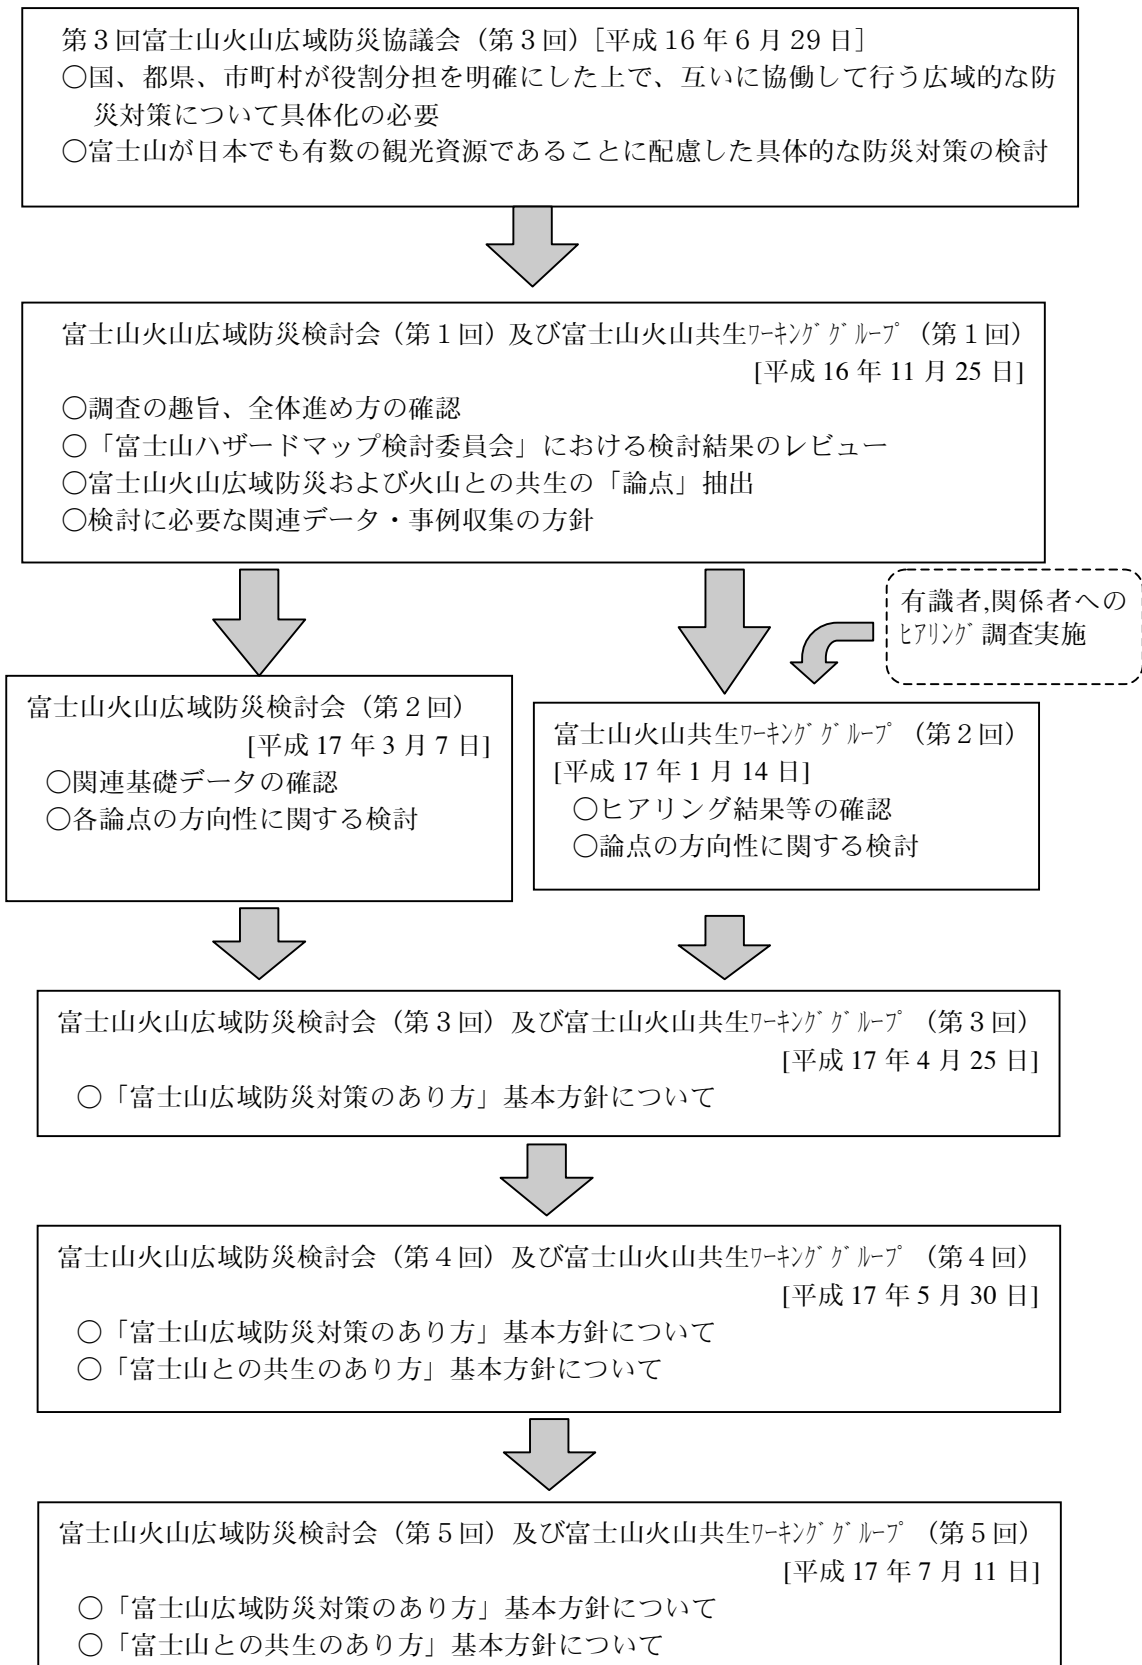 第３回富士山火山広域防災協議会（第３回）［平成 16 年 6 月 29 日］
○国、都県、市町村が役割分担を明確にした上で、互いに協働して行う広域的な防
災対策について具体化の必要
○富士山が日本でも有数の観光資源であることに配慮した具体的な防災対策の検討
富士山火山広域防災検討会（第１回）及び富士山火山共生ﾜｰｷﾝｸﾞｸﾞﾙｰﾌﾟ（第１回）
[平成 16 年 11 月 25 日]
○調査の趣旨、全体進め方の確認
○「富士山ハザードマップ検討委員会」における検討結果のレビュー
○富士山火山広域防災および火山との共生の「論点」抽出
○検討に必要な関連データ・事例収集の方針
有識者,関係者への
ﾋｱﾘﾝｸﾞ調査実施
富士山火山広域防災検討会（第２回）
[平成 17 年 3 月 7 日]
○関連基礎データの確認
○各論点の方向性に関する検討
富士山火山共生ﾜｰｷﾝｸﾞｸﾞﾙｰﾌﾟ（第２回）
[平成 17 年 1 月 14 日]
○ヒアリング結果等の確認
○論点の方向性に関する検討
富士山火山広域防災検討会（第３回）及び富士山火山共生ﾜｰｷﾝｸﾞｸﾞﾙｰﾌﾟ（第３回）
[平成 17 年 4 月 25 日]
○「富士山広域防災対策のあり方」基本方針について
富士山火山広域防災検討会（第４回）及び富士山火山共生ﾜｰｷﾝｸﾞｸﾞﾙｰﾌﾟ（第４回）
[平成 17 年 5 月 30 日]
○「富士山広域防災対策のあり方」基本方針について
○「富士山との共生のあり方」基本方針について
富士山火山広域防災検討会（第５回）及び富士山火山共生ﾜｰｷﾝｸﾞｸﾞﾙｰﾌﾟ（第５回）
[平成 17 年 7 月 11 日]
○「富士山広域防災対策のあり方」基本方針について
○「富士山との共生のあり方」基本方針について